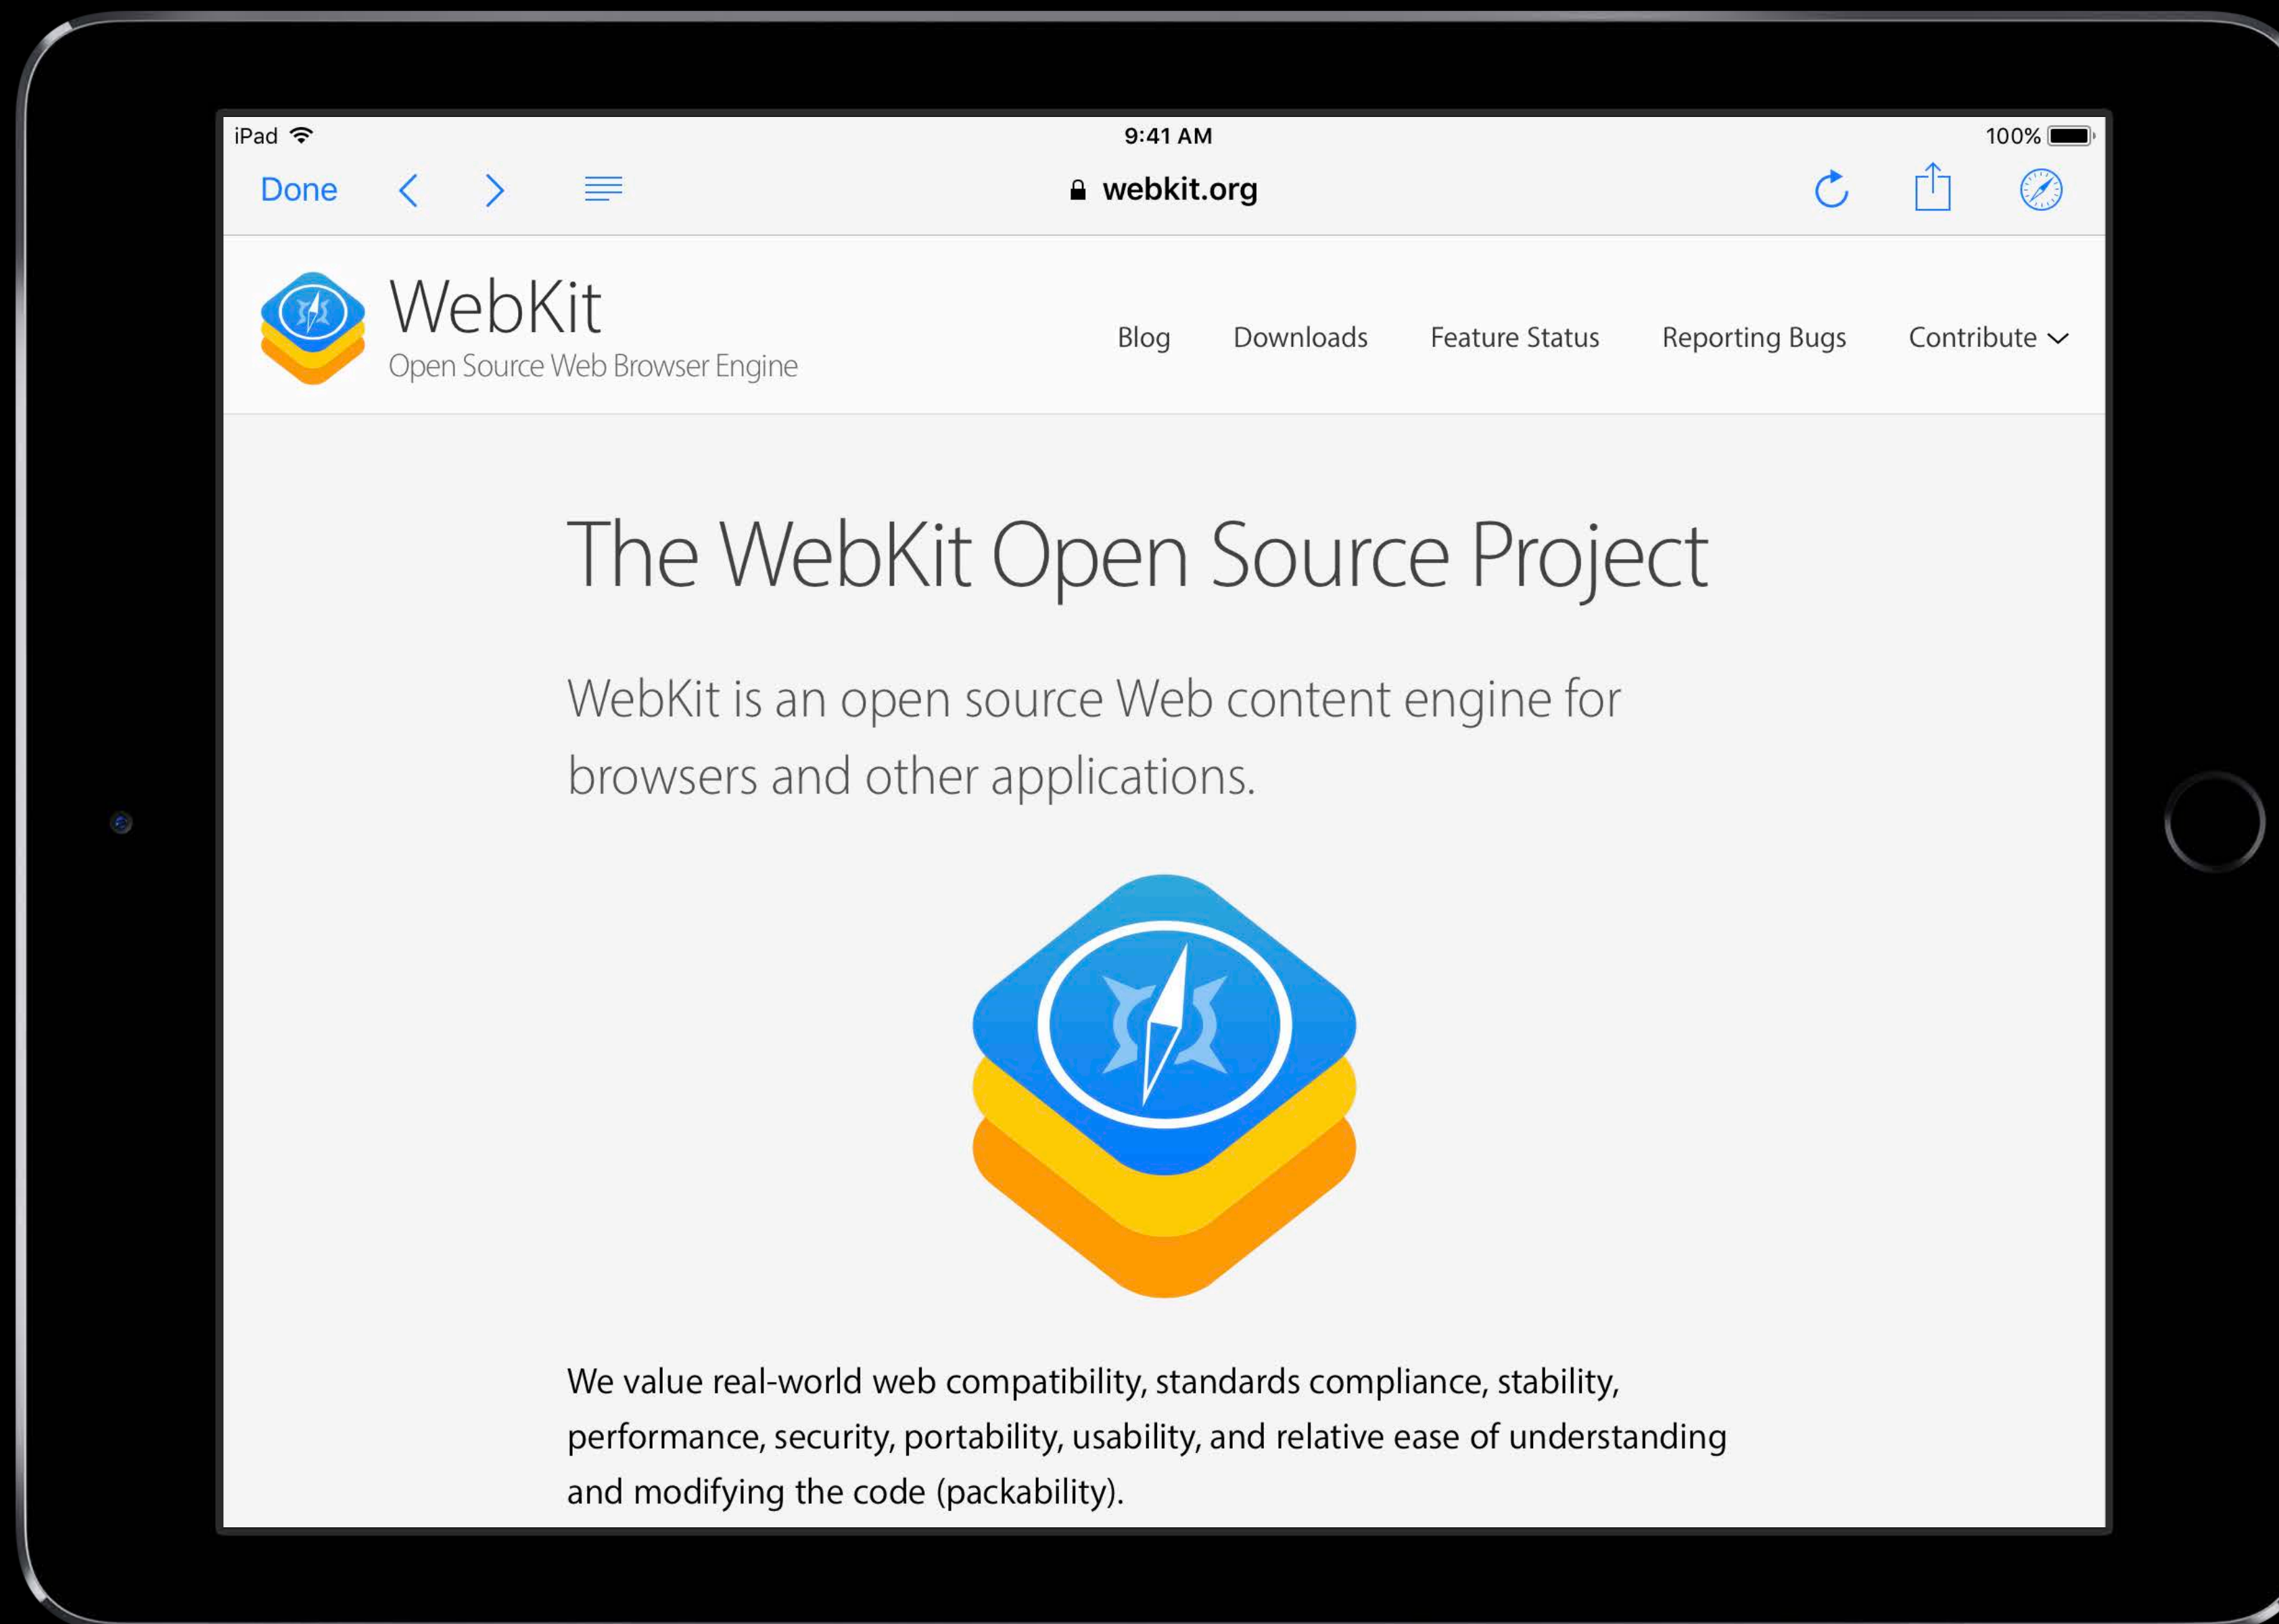 iPad
9:41 AM
100%
Done
webkit.org
WebKit
Open Source Web Browser Engine
Blog
Downloads
Feature Status
Reporting Bugs
Contribute
The WebKit Open Source Project
WebKit is an open source Web content engine for
browsers and other applications.
We value real-world web compatibility, standards compliance, stability,
performance, security, portability, usability, and relative ease of understanding
and modifying the code (packability).